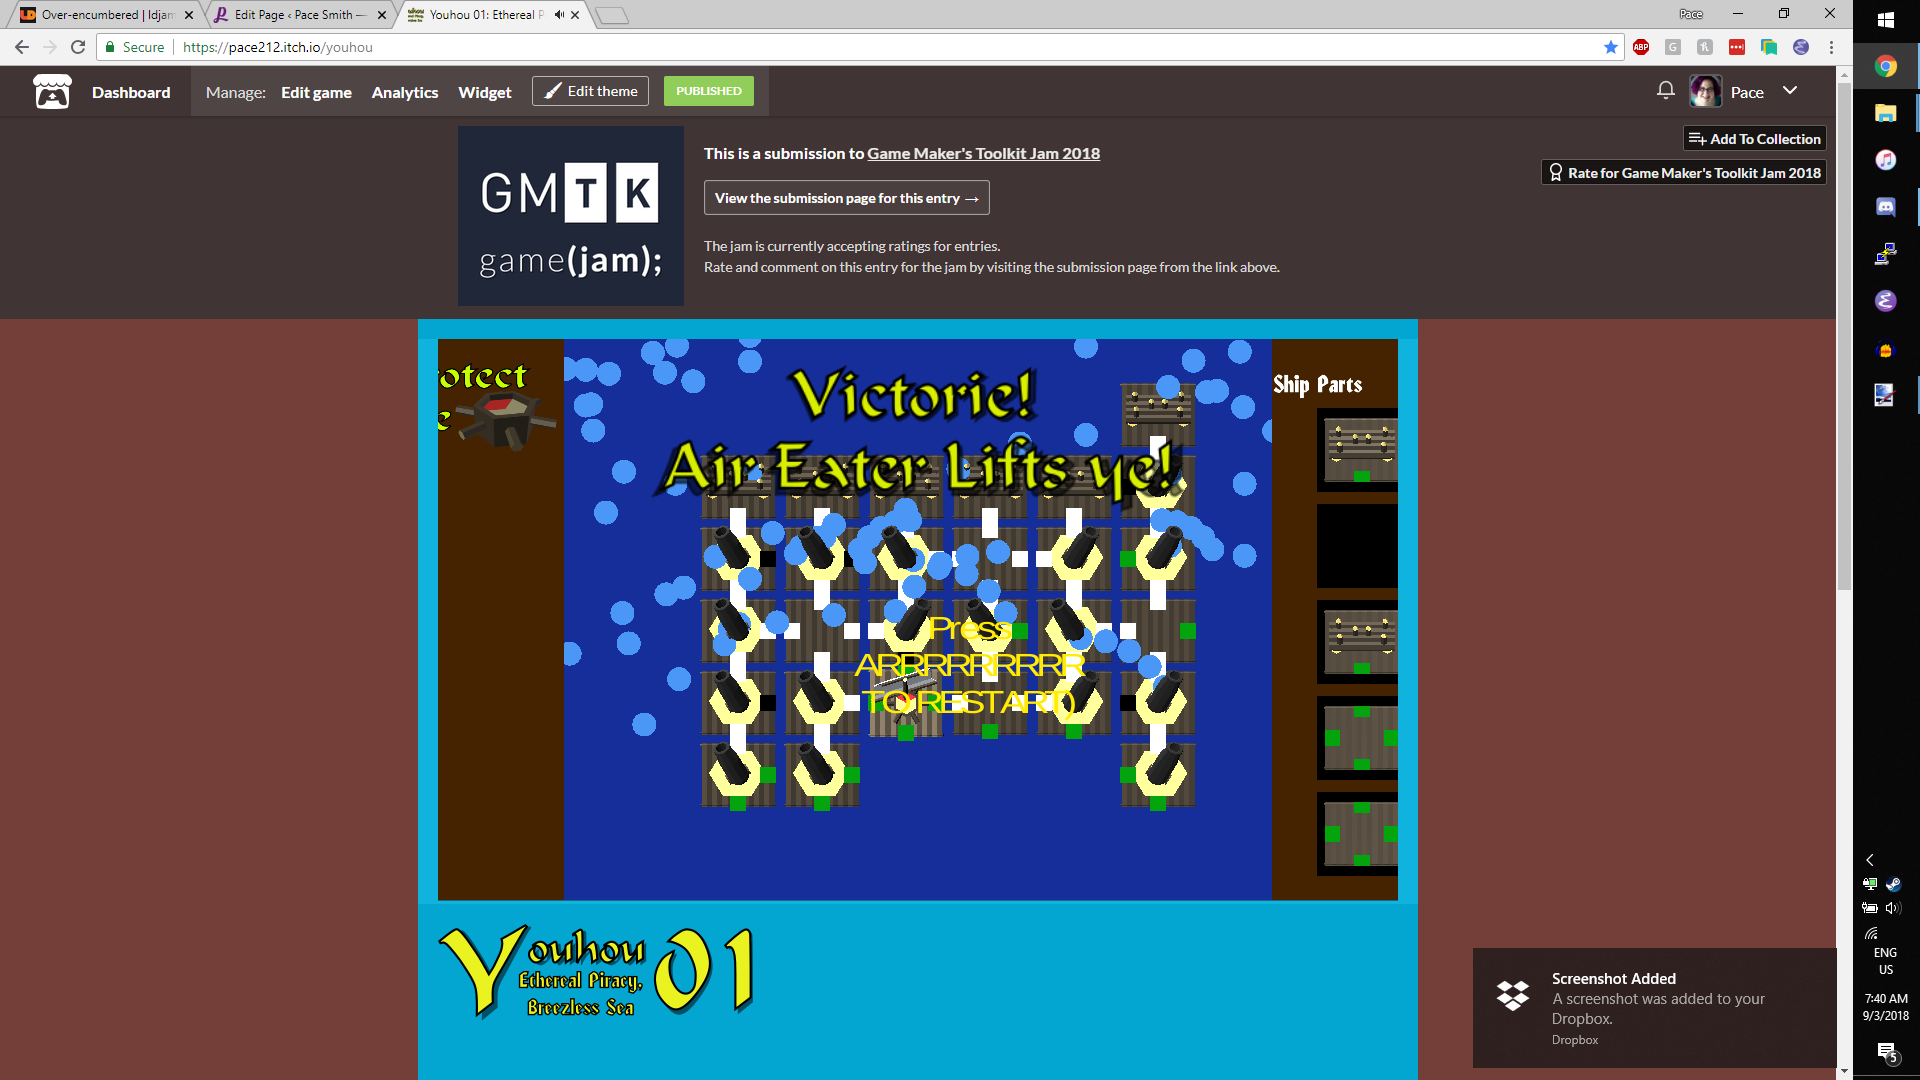 Over-encumbered | ldjam
Edit Page ‹ Pace Smith —
Youhou 01: Ethereal P
Pace
Secure
https://pace212.itch.io/youhou
ABP
Dashboard
Manage:
Edit game
Analytics
Widget
Edit theme
PUBLISHED
Pace
Add To Collection
Rate for Game Maker's Toolkit Jam 2018
GMTK
game(jam);
This is a submission to Game Maker's Toolkit Jam 2018
View the submission page for this entry →
The jam is currently accepting ratings for entries.
Rate and comment on this entry for the jam by visiting the submission page from the link above.
otect
e
Victorie!
Air Eater Lifts ye!
Ship Parts
Press
ARRRRRRRRR
TO RESTART)
Youhou 01
Ethereal Piracy,
Breezless Sea
Screenshot Added
A screenshot was added to your
Dropbox.
Dropbox
ENG
US
7:40 AM
9/3/2018
5